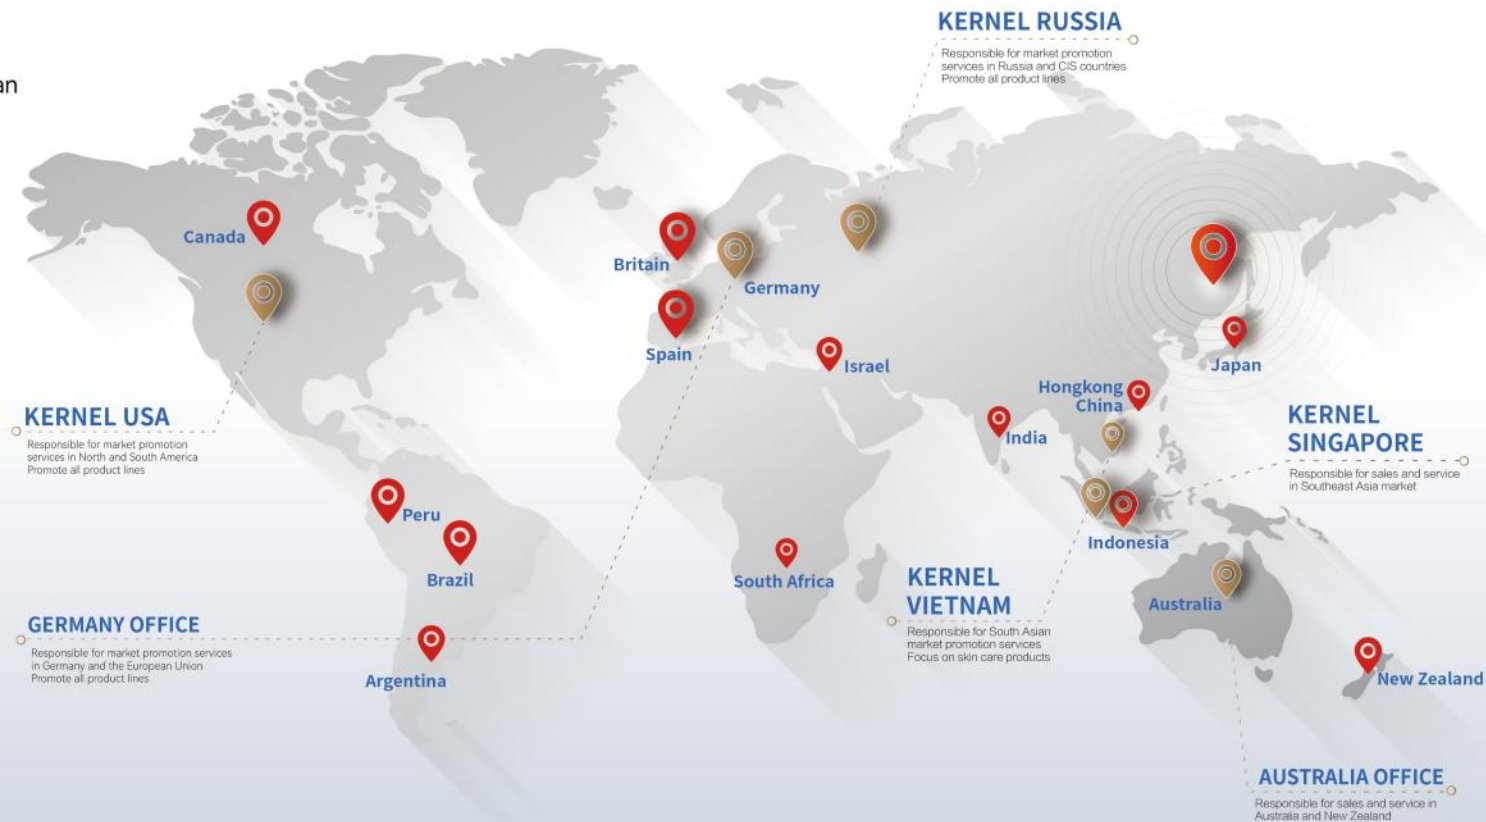 an
KERNEL RUSSIA
Responsible for market promotion
services in Russia and CIS countries
Promote all product lines
Canada
Britain
Germany
Spain
Israel
Japan
Hongkong
China
India
KERNEL USA
Responsible for market promotion
services in North and South America
Promote all product lines
KERNEL
SINGAPORE
Responsible for sales and service
in Southeast Asia market
Peru
Brazil
Indonesia
South Africa
KERNEL
VIETNAM
Responsible for South Asian
market promotion services
Focus on skin care products
Australia
GERMANY OFFICE
Responsible for market promotion services
in Germany and the European Union
Promote all product lines
Argentina
New Zealand
AUSTRALIA OFFICE
Responsible for sales and service in
Australia and New Zealand